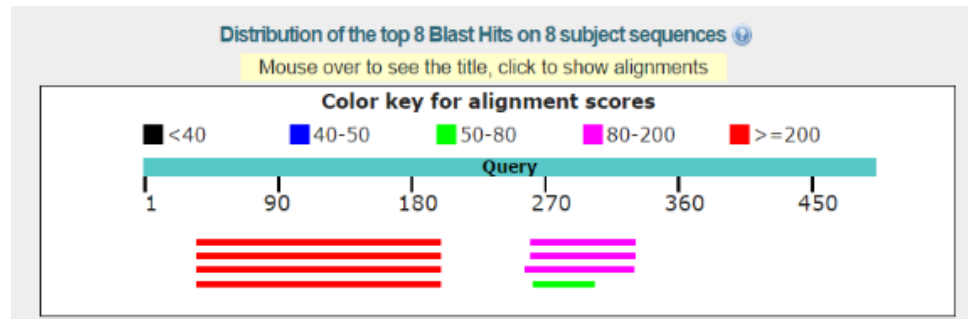 Distribution of the top 8 Blast Hits on 8 subject sequences
Mouse over to see the title, click to show alignments
Color key for alignment scores
<40 40-50 50-80 80-200 >=200
Query
1 90 180 270 360 450